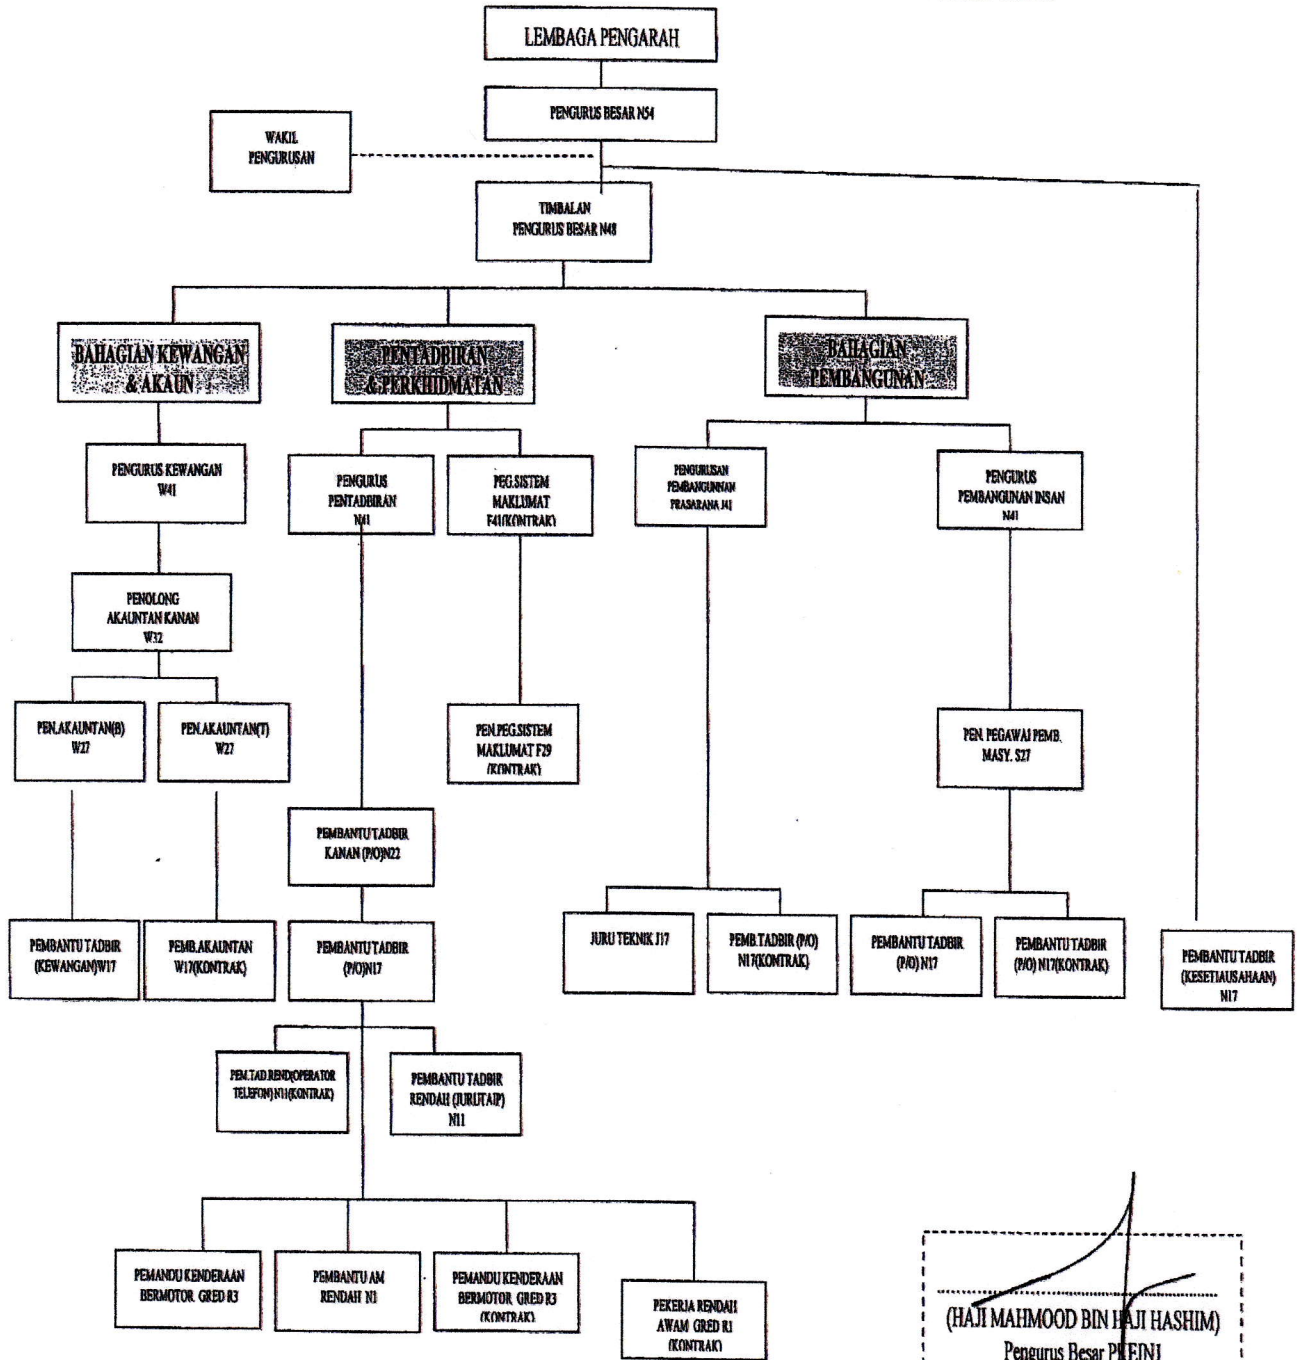 LEMBAGA PENGARAH
PENGURUS BESAR N54
WAKIL
PENGURUSAN
TIMBALAN
PENGURUS BESAR N48
BAHAGIAN KEWANGAN
& AKAUN
PENTADBIRAN
& PERKHIDMATAN
BAHAGIAN
PEMBANGUNAN
PENGURUS KEWANGAN
W41
PENGURUS
PENTADBIRAN
N41
PEG.SISTEM
MAKLUMAT
F41(KONTRAK)
PENGURUSAN
PEMBANGUNNAN
PRASARANA J41
PENGURUS
PEMBANGUNAN INSAN
N41
PENOLONG
AKAUNTAN KANAN
W32
PEN.AKAUNTAN(B)
W27
PEN.AKAUNTAN(T)
W27
PEN.PEG.SISTEM
MAKLUMAT F29
(KONTRAK)
PEN. PEGAWAI PEMB.
MASY. S27
PEMBANTU TADBIR
KANAN (P/O)N22
PEMBANTU TADBIR
(KEWANGAN)W17
PEMB.AKAUNTAN
W17(KONTRAK)
PEMBANTU TADBIR
(P/O)N17
JURU TEKNIK J17
PEMB.TADBIR (P/O)
N17(KONTRAK)
PEMBANTU TADBIR
(P/O) N17
PEMBANTU TADBIR
(P/O) N17(KONTRAK)
PEMBANTU TADBIR
(KESETIAUSAHAAN)
N17
PEM.TAD.REND(OPERATOR
TELEFON) N11(KONTRAK)
PEMBANTU TADBIR
RENDAH (JURUTAIP)
N11
PEMANDU KENDERAAN
BERMOTOR GRED R3
PEMBANTU AM
RENDAH N1
PEMANDU KENDERAAN
BERMOTOR GRED R3
(KONTRAK)
PEKERJA RENDAH
AWAM GRED R1
(KONTRAK)
(HAJI MAHMOOD BIN HAJI HASHIM)
Pengurus Besar